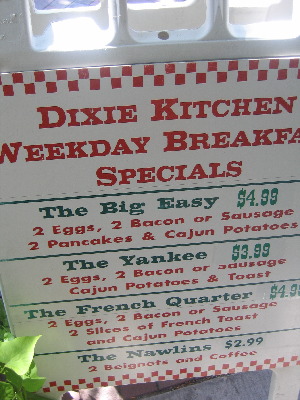 DIXIE KITCHEN
WEEKDAY BREAKFA
SPECIALS
The Big Easy $4.99
2 Eggs, 2 Bacon or Sausage
2 Pancakes & Cajun Potatoes
The Yankee $3.99
2 Eggs, 2 Bacon or Sausage
Cajun Potatoes & Toast
The French Quarter $4.99
2 Eggs, 2 Bacon or Sausage
2 Slices of French Toast
and Cajun Potatoes
The Nawlins $2.99
2 Beignots and Coffee